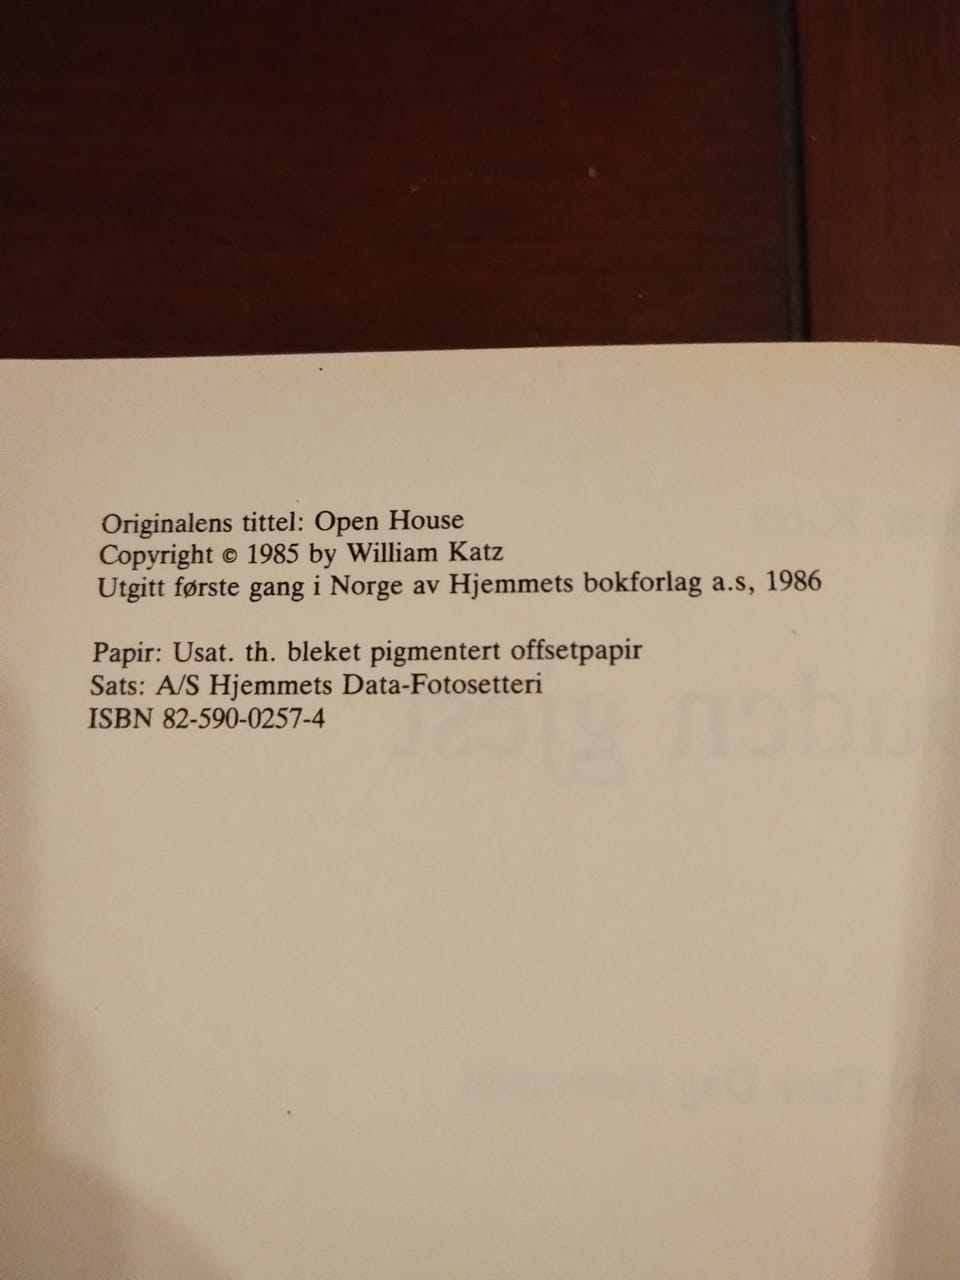 Originalens tittel: Open House
Copyright © 1985 by William Katz
Utgitt første gang i Norge av Hjemmets bokforlag a.s, 1986
Papir: Usat. th. bleket pigmentert offsetpapir
Sats: A/S Hjemmets Data-Fotosetteri
ISBN 82-590-0257-4